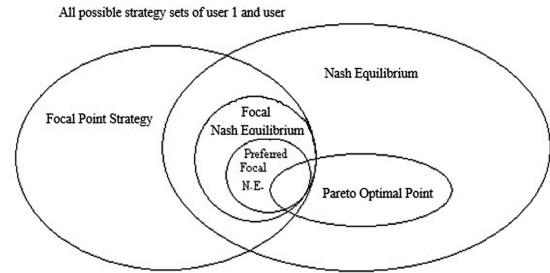 All possible strategy sets of user 1 and user
Nash Equilibrium
Focal Point Strategy
Focal
Nash Equilibrium
Preferred
Focal
N.E.
Pareto Optimal Point